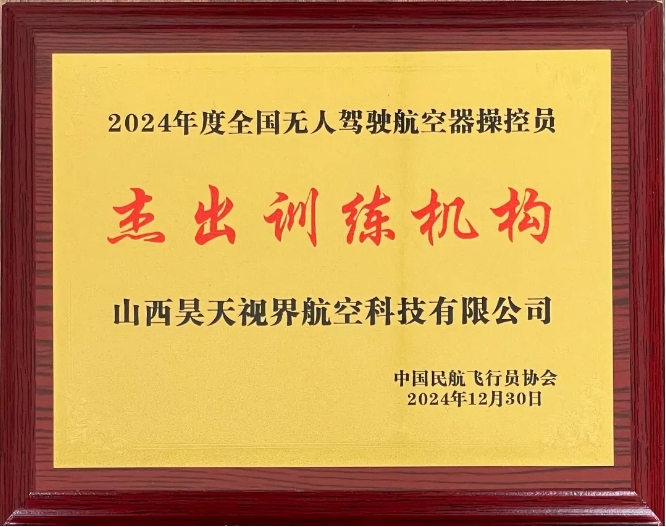 2024年度全国无人驾驶航空器操控员
杰出训练机构
山西昊天视界航空科技有限公司
中国民航飞行员协会
2024年12月30日